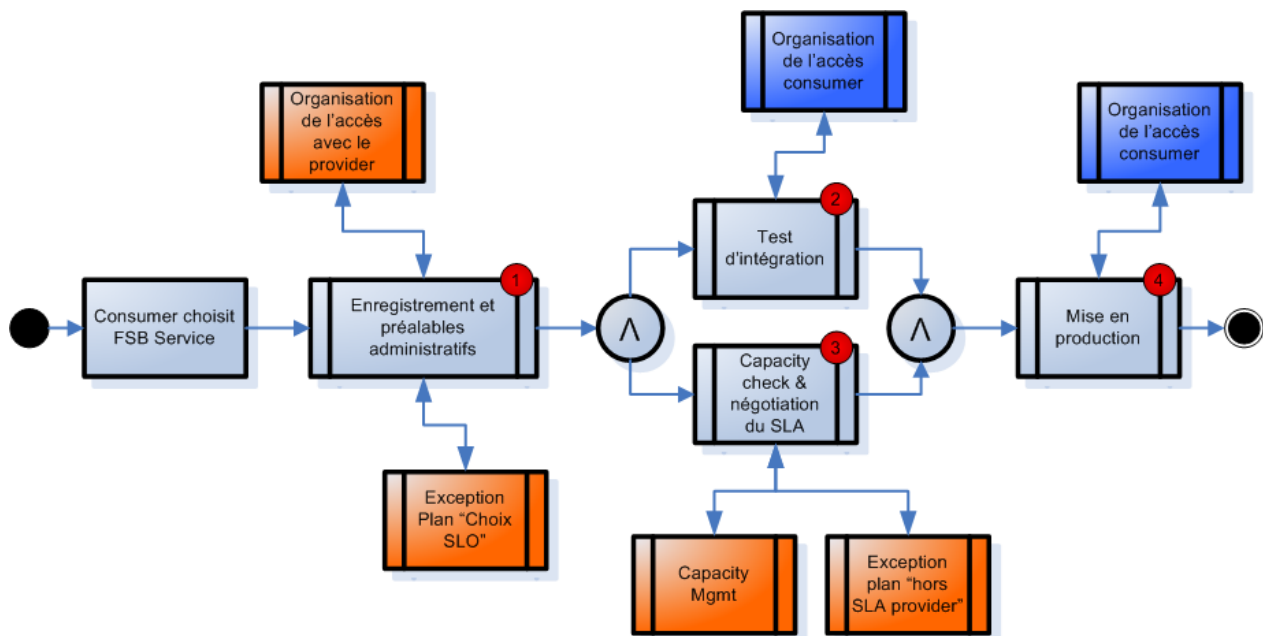 Organisation
de l'accès
consumer
Organisation
de l'accès
avec le
provider
Organisation
de l'accès
consumer
2
Test
d'intégration
1
Consumer choisit
FSB Service
Enregistrement et
préalables
administratifs
Λ
Λ
4
Mise en
production
3
Capacity
check &
négotiation
du SLA
Exception
Plan “Choix
SLO”
Capacity
Mgmt
Exception
plan “hors
SLA provider”